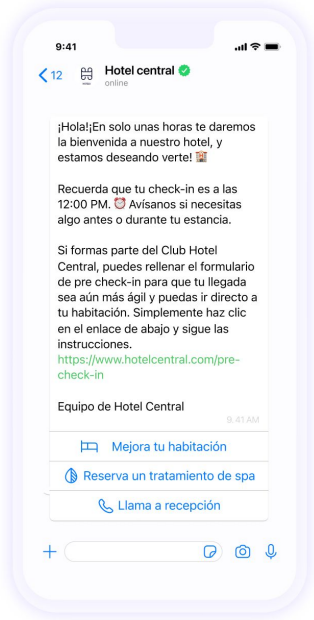 9:41
12
Hotel central
online
¡Hola!¡En solo unas horas te daremos
la bienvenida a nuestro hotel, y
estamos deseando verte! 🏨
Recuerda que tu check-in es a las
12:00 PM. ⏰ Avísanos si necesitas
algo antes o durante tu estancia.
Si formas parte del Club Hotel
Central, puedes rellenar el formulario
de pre check-in para que tu llegada
sea aún más ágil y puedas ir directo a
tu habitación. Simplemente haz clic
en el enlace de abajo y sigue las
instrucciones.
https://www.hotelcentral.com/pre-
check-in
Equipo de Hotel Central
9:41 AM
Mejora tu habitación
Reserva un tratamiento de spa
Llama a recepción